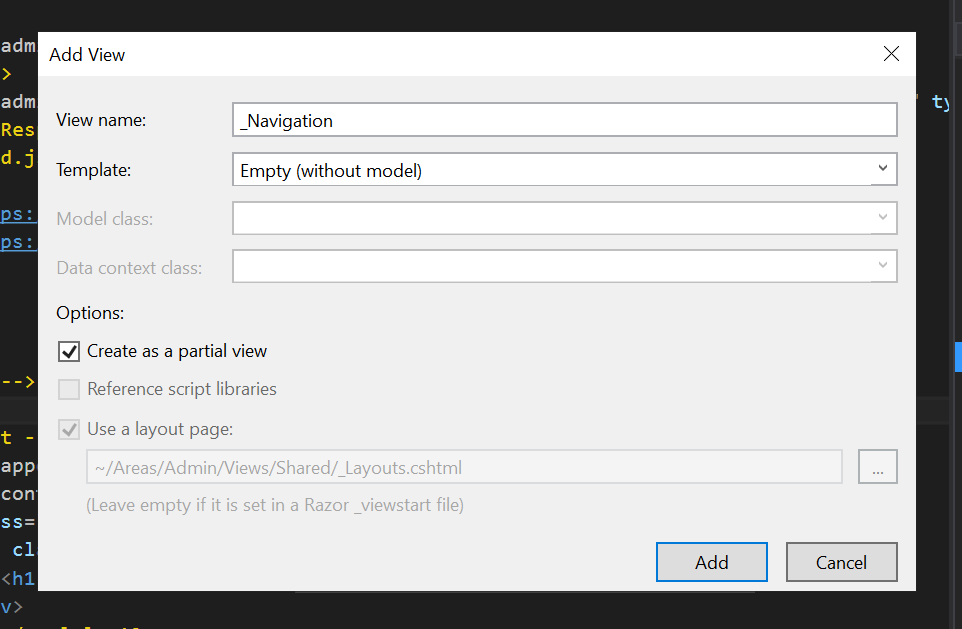 Add View
View name:
_Navigation
Template:
Empty (without model)
Model class:
Data context class:
Options:
Create as a partial view
Reference script libraries
Use a layout page:
~/Areas/Admin/Views/Shared/_Layouts.cshtml
...
(Leave empty if it is set in a Razor _viewstart file)
Add
Cancel
adm
>
adm
ty
Res
d.j
ps:
ps:
-->
t -
app
con
ss=
cl
<h1
v>